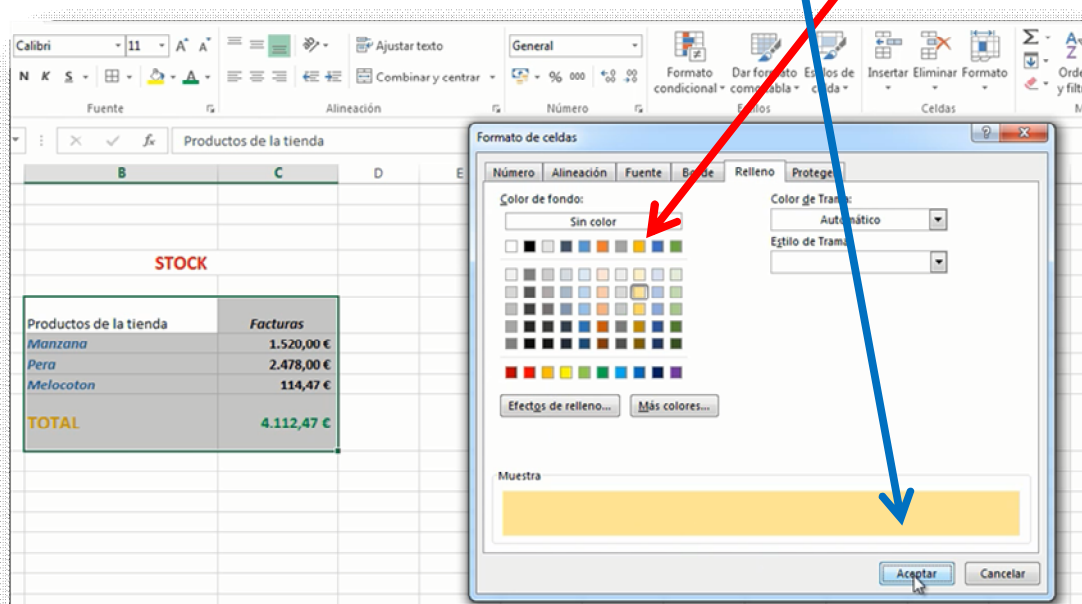 Calibri 11 A A Ajustar texto General Σ A
Z
N K S A Combinar y centrar % 000 Formato Dar formato Estilos de Insertar Eliminar Formato
condicional como tabla celda
Fuente Alineación Número Estilos Celdas
fx Productos de la tienda
B C D E
STOCK
Productos de la tienda Facturas
Manzana 1.520,00 €
Pera 2.478,00 €
Melocoton 114,47 €
TOTAL 4.112,47 €
Formato de celdas
Número Alineación Fuente Borde Relleno Proteger
Color de fondo: Color de Trama:
Sin color Automático
Estilo de Trama:
Efectos de relleno... Más colores...
Muestra
Aceptar Cancelar